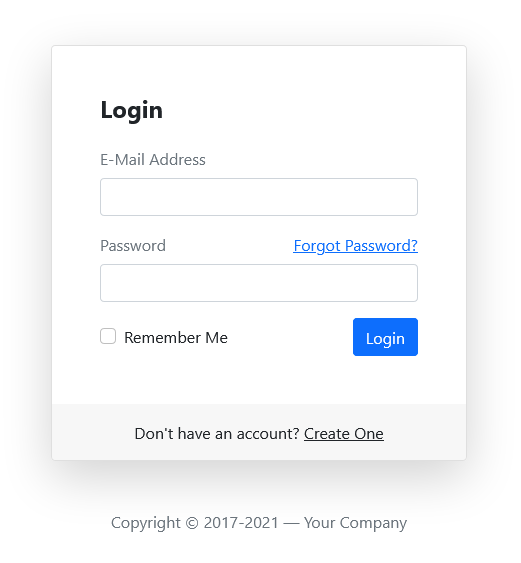 Login
E-Mail Address
Password Forgot Password?
Remember Me Login
Don't have an account? Create One
Copyright © 2017-2021 — Your Company